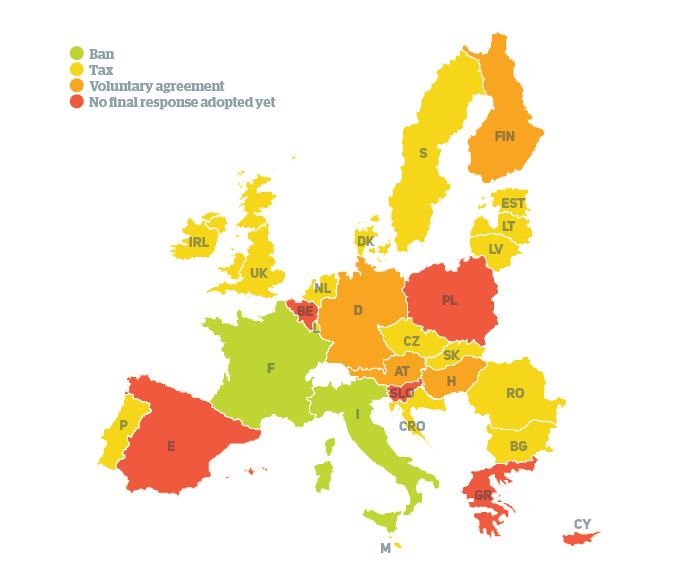 Ban
Tax
Voluntary agreement
No final response adopted yet
FIN
S
EST
LT
LV
IRL
DK
UK
NL
BE
L
D
PL
CZ
SK
F
AT
H
SLO
RO
I
CRO
P
E
BG
GR
CY
M